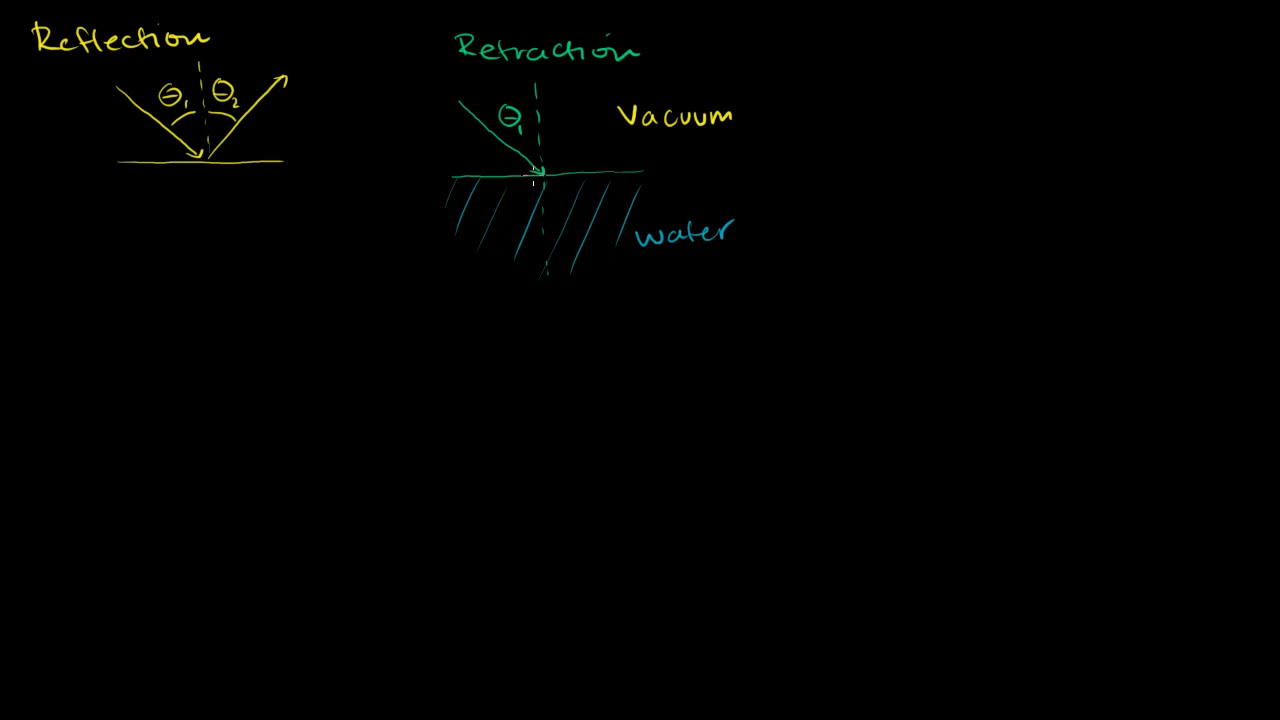 Reflection
θ₁ θ₂
Refraction
θ₁
Vacuum
water